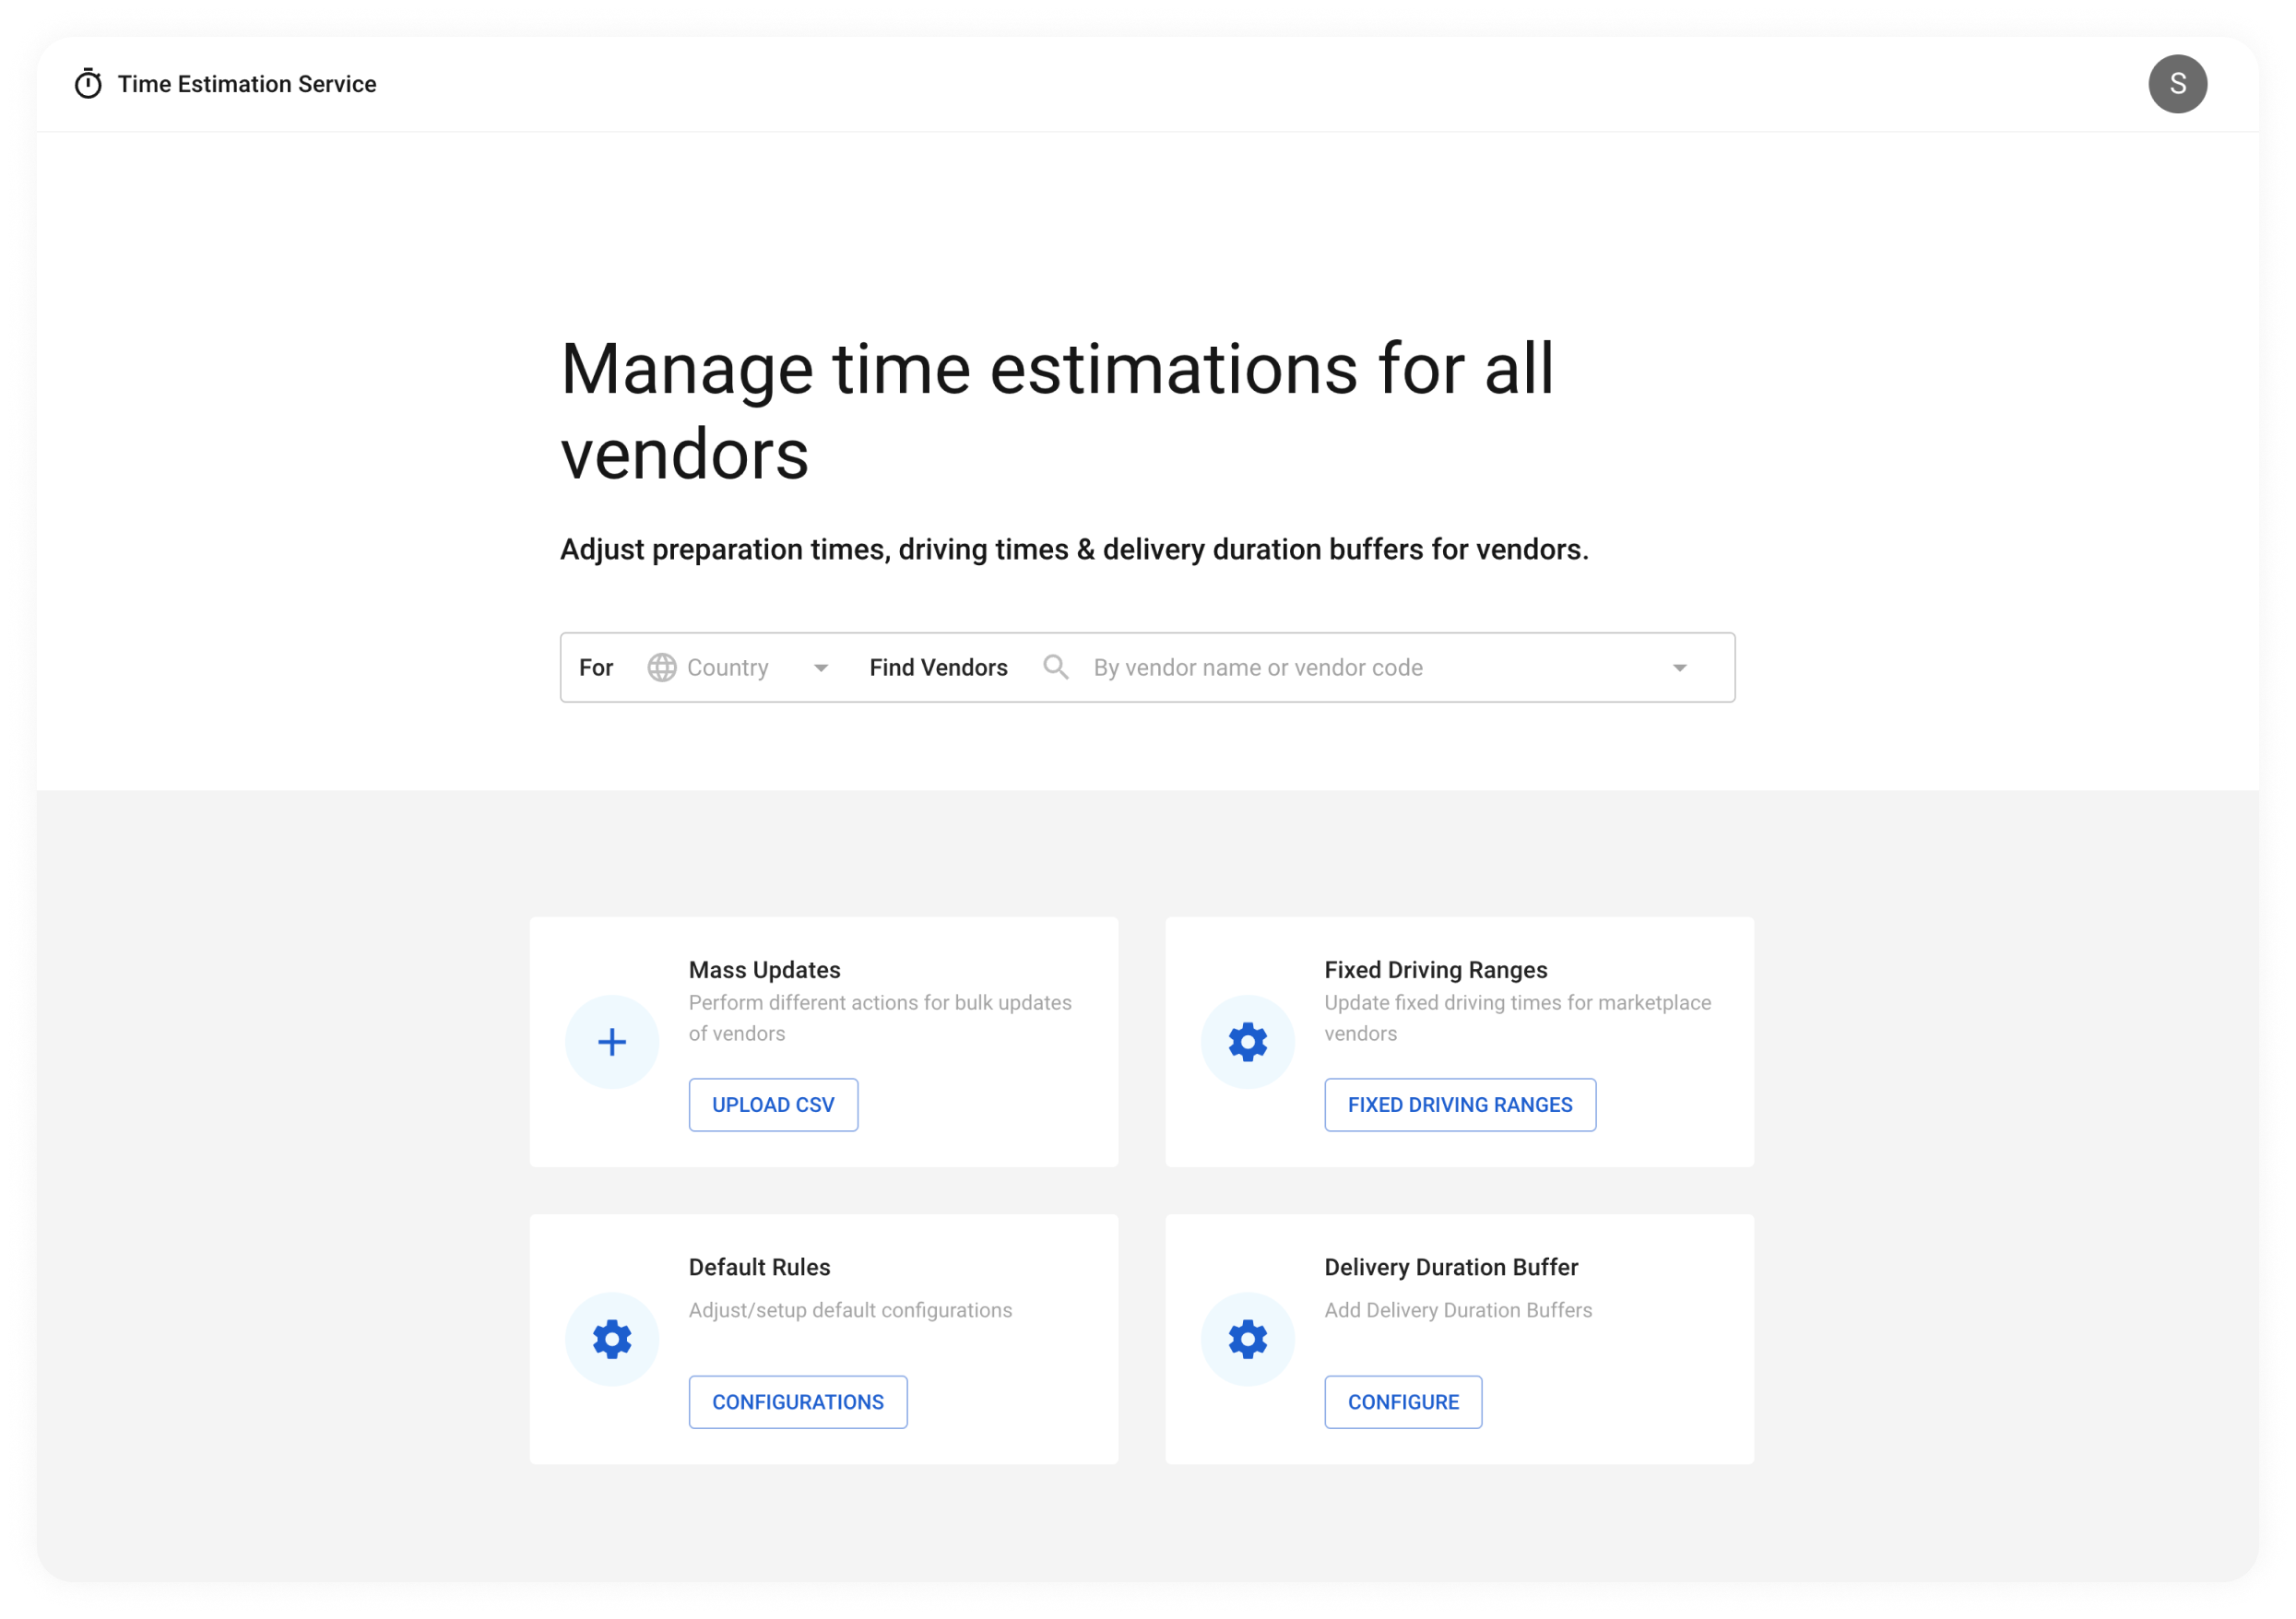 Time Estimation Service
S
Manage time estimations for all
vendors
Adjust preparation times, driving times & delivery duration buffers for vendors.
For Country Find Vendors By vendor name or vendor code
Mass Updates
Perform different actions for bulk updates
of vendors
UPLOAD CSV
Fixed Driving Ranges
Update fixed driving times for marketplace
vendors
FIXED DRIVING RANGES
Default Rules
Adjust/setup default configurations
CONFIGURATIONS
Delivery Duration Buffer
Add Delivery Duration Buffers
CONFIGURE